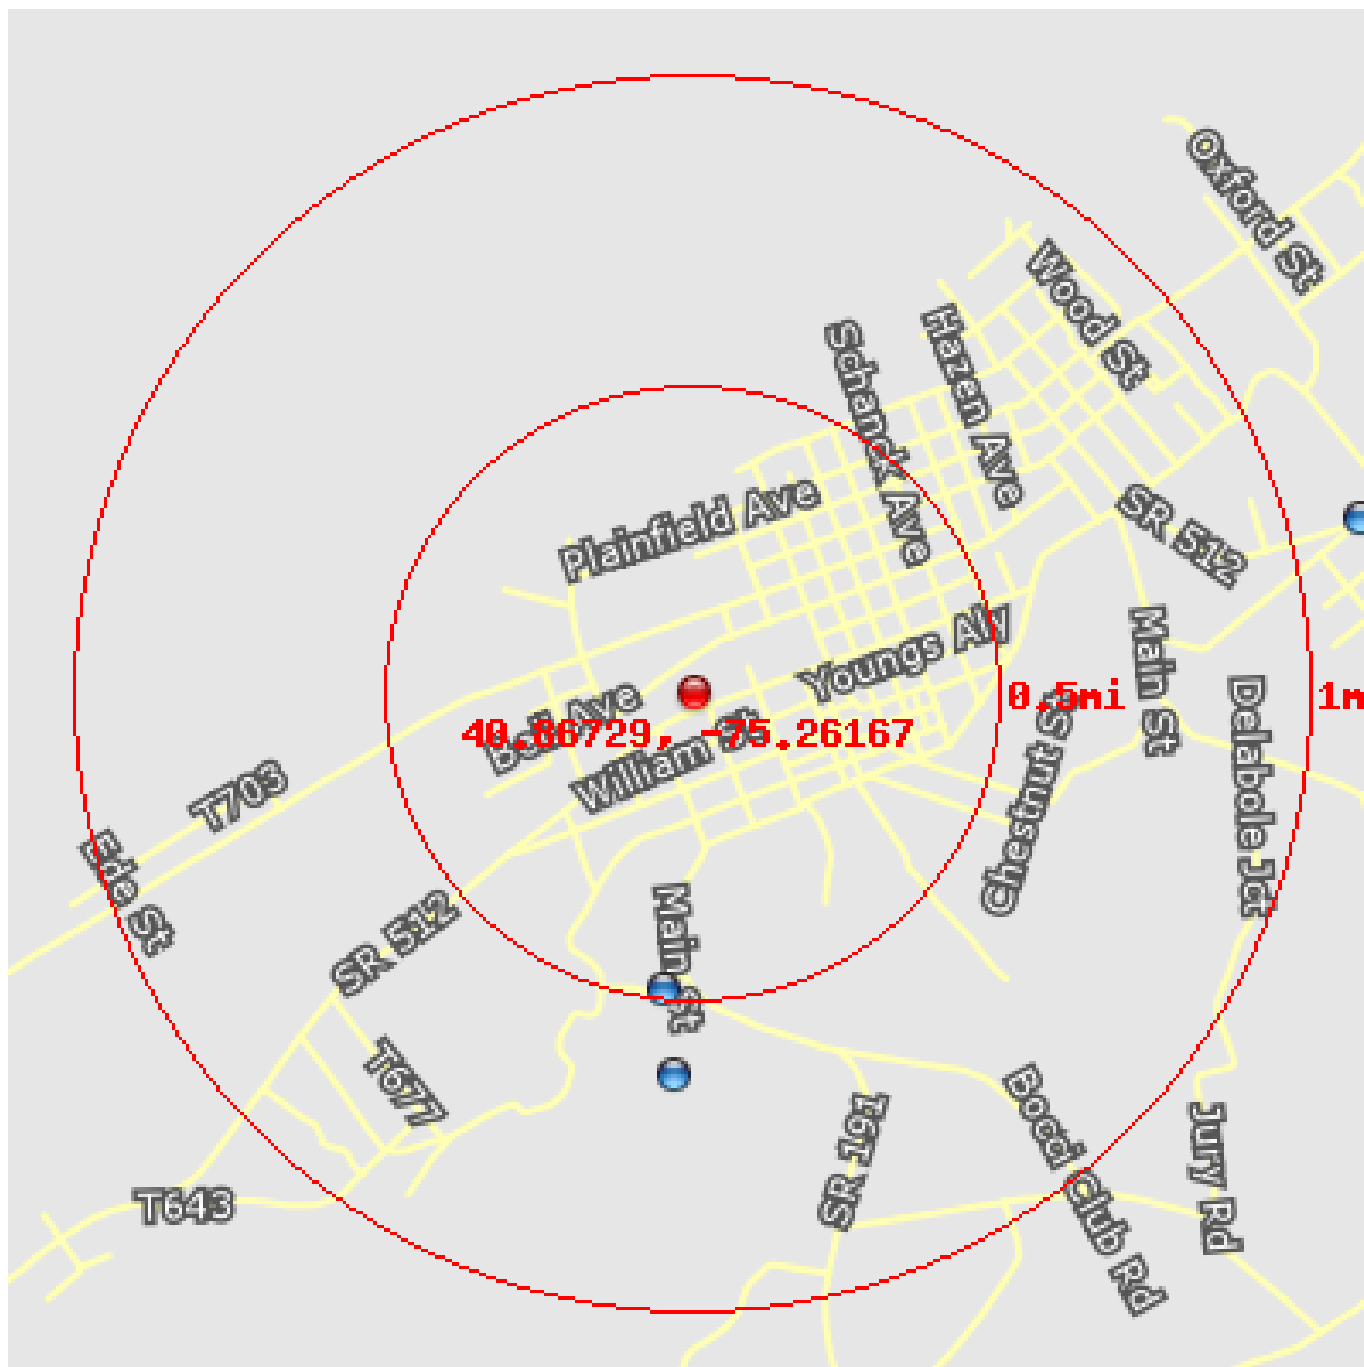 Oxford St
Wood St
Hazen Ave
Schanck Ave
Plainfield Ave
SR 512
Youngs Aly
Main St
Delabole Jct
0.5mi
1m
Bell Ave
40.86729, -75.26167
William St
Chestnut St
T703
Ede St
SR 512
Main St
T677
Bocci Club Rd
SR 191
Jury Rd
T643